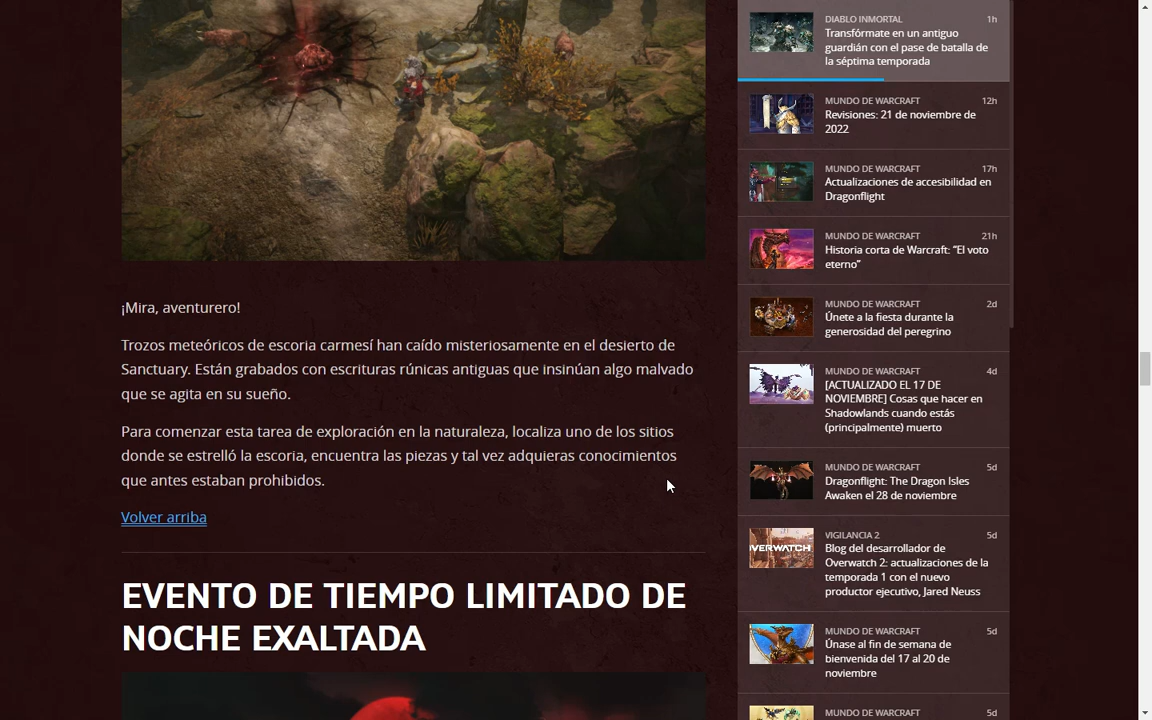 ¡Mira, aventurero!
Trozos meteóricos de escoria carmesí han caído misteriosamente en el desierto de
Sanctuary. Están grabados con escrituras rúnicas antiguas que insinúan algo malvado
que se agita en su sueño.
Para comenzar esta tarea de exploración en la naturaleza, localiza uno de los sitios
donde se estrelló la escoria, encuentra las piezas y tal vez adquieras conocimientos
que antes estaban prohibidos.
Volver arriba
EVENTO DE TIEMPO LIMITADO DE
NOCHE EXALTADA
DIABLO INMORTAL 1h
Transfórmate en un antiguo
guardián con el pase de batalla de
la séptima temporada
MUNDO DE WARCRAFT 12h
Revisiones: 21 de noviembre de
2022
MUNDO DE WARCRAFT 17h
Actualizaciones de accesibilidad en
Dragonflight
MUNDO DE WARCRAFT 21h
Historia corta de Warcraft: “El voto
eterno”
MUNDO DE WARCRAFT 2d
Únete a la fiesta durante la
generosidad del peregrino
MUNDO DE WARCRAFT 4d
[ACTUALIZADO EL 17 DE
NOVIEMBRE] Cosas que hacer en
Shadowlands cuando estás
(principalmente) muerto
MUNDO DE WARCRAFT 5d
Dragonflight: The Dragon Isles
Awaken el 28 de noviembre
VIGILANCIA 2 5d
VERWATCH
Blog del desarrollador de
Overwatch 2: actualizaciones de la
temporada 1 con el nuevo
productor ejecutivo, Jared Neuss
MUNDO DE WARCRAFT 5d
Únase al fin de semana de
bienvenida del 17 al 20 de
noviembre
MUNDO DE WARCRAFT 5d